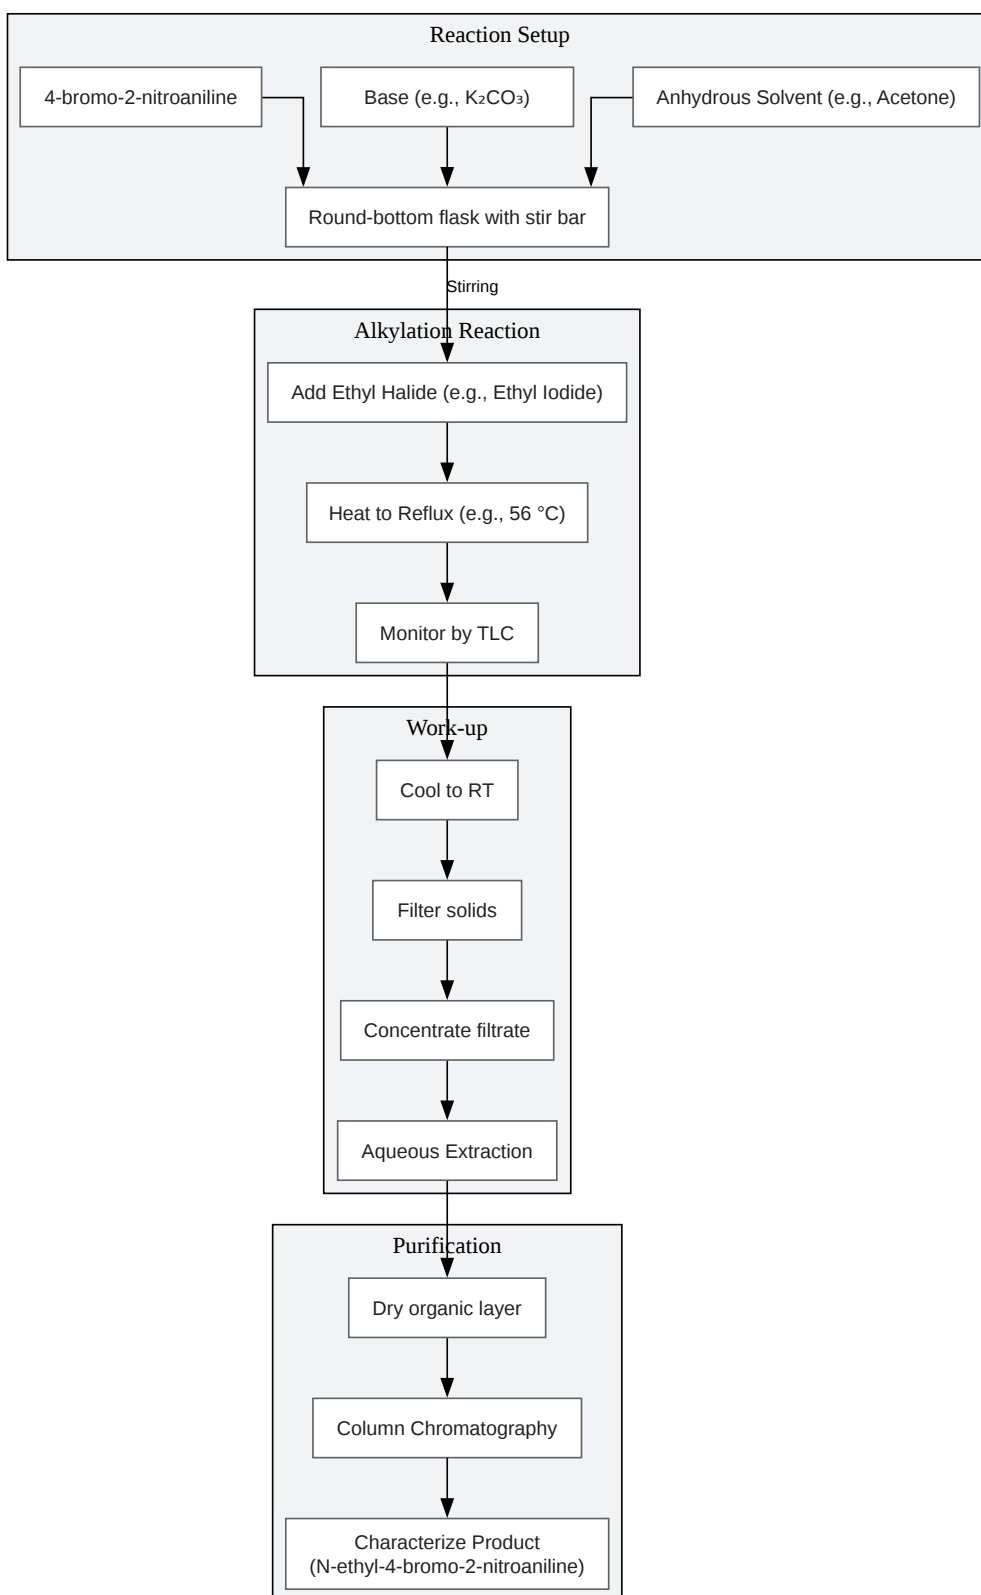 Reaction Setup
4-bromo-2-nitroaniline
Base (e.g., K₂CO₃)
Anhydrous Solvent (e.g., Acetone)
Round-bottom flask with stir bar
Stirring
Alkylation Reaction
Add Ethyl Halide (e.g., Ethyl Iodide)
Heat to Reflux (e.g., 56 °C)
Monitor by TLC
Work-up
Cool to RT
Filter solids
Concentrate filtrate
Aqueous Extraction
Purification
Dry organic layer
Column Chromatography
Characterize Product
(N-ethyl-4-bromo-2-nitroaniline)